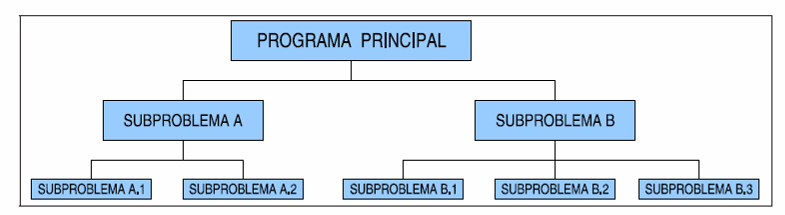 PROGRAMA PRINCIPAL
SUBPROBLEMA A
SUBPROBLEMA B
SUBPROBLEMA A.1
SUBPROBLEMA A.2
SUBPROBLEMA B.1
SUBPROBLEMA B.2
SUBPROBLEMA B.3